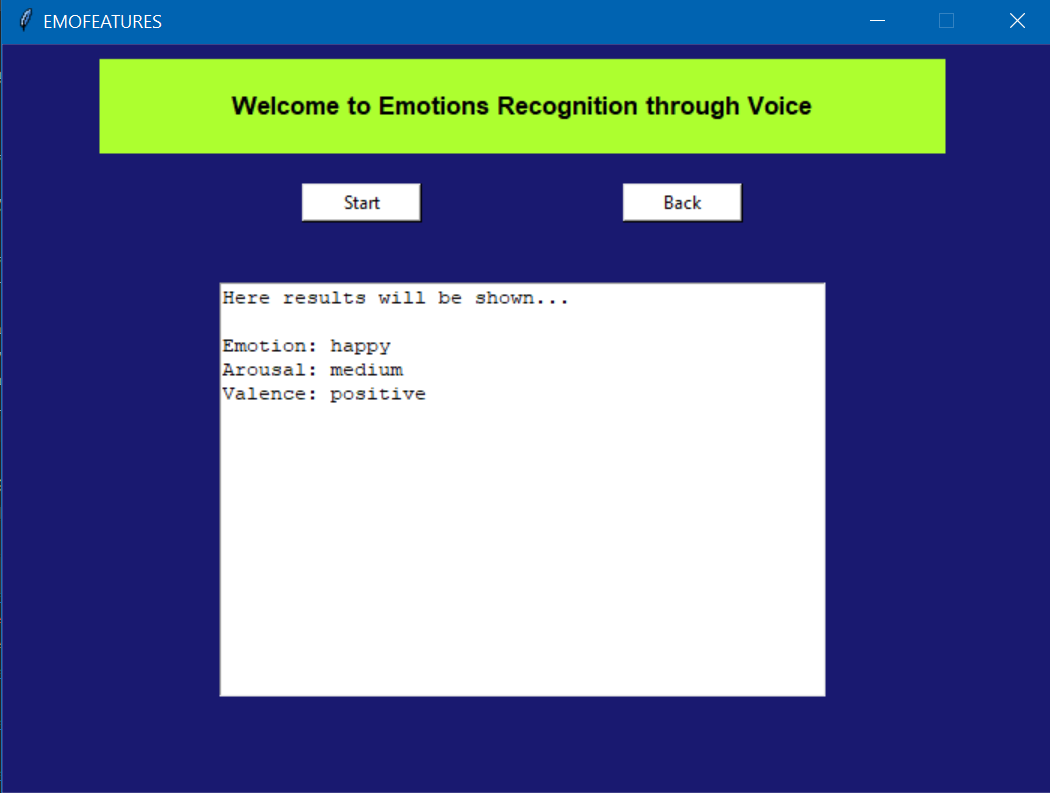 EMOFEATURES
Welcome to Emotions Recognition through Voice
Start
Back
Here results will be shown...
Emotion: happy
Arousal: medium
Valence: positive